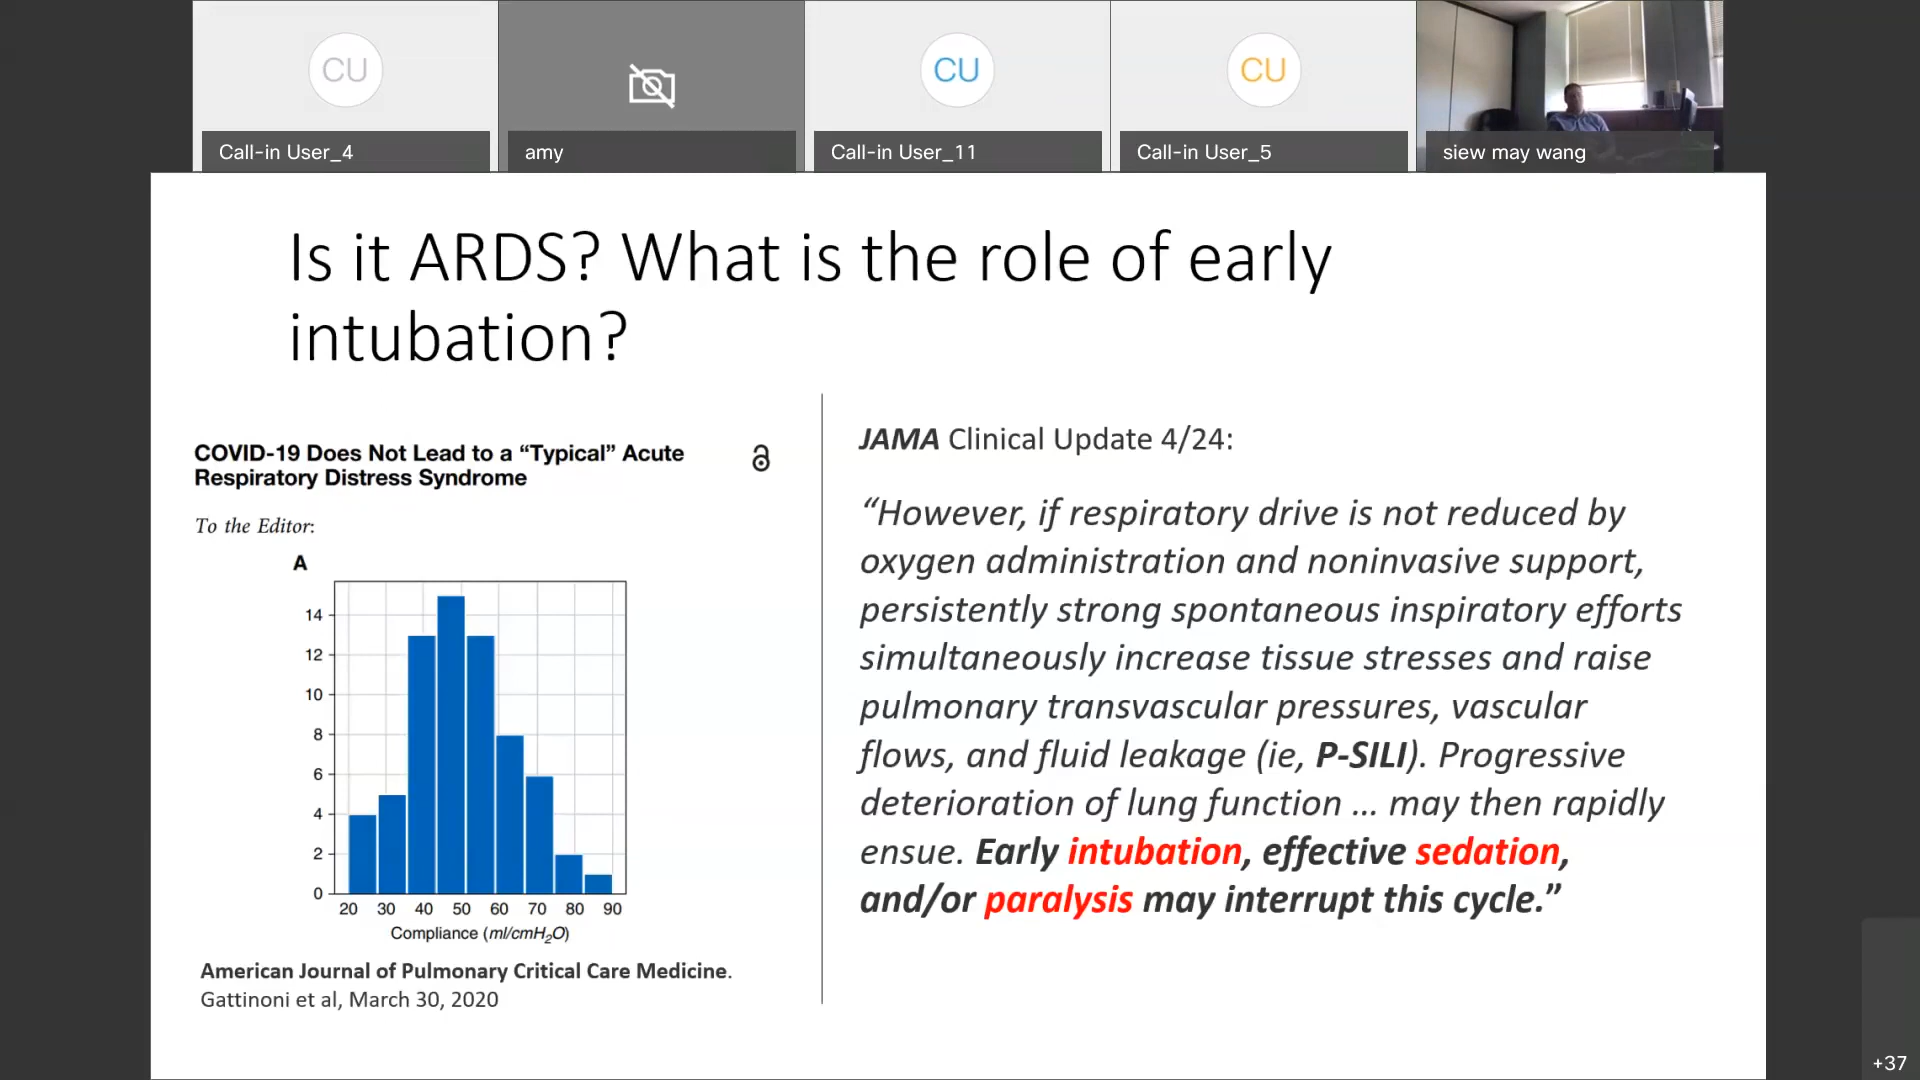 CU
CU
CU
Call-in User_4
amy
Call-in User_11
Call-in User_5
siew may wang
Is it ARDS? What is the role of early
intubation?
COVID-19 Does Not Lead to a “Typical” Acute
Respiratory Distress Syndrome
To the Editor:
A
14
12
10
8
6
4
2
0
20 30 40 50 60 70 80 90
Compliance (ml/cmH2O)
American Journal of Pulmonary Critical Care Medicine.
Gattinoni et al, March 30, 2020
JAMA Clinical Update 4/24:
“However, if respiratory drive is not reduced by
oxygen administration and noninvasive support,
persistently strong spontaneous inspiratory efforts
simultaneously increase tissue stresses and raise
pulmonary transvascular pressures, vascular
flows, and fluid leakage (ie, P-SILI). Progressive
deterioration of lung function … may then rapidly
ensue. Early intubation, effective sedation,
and/or paralysis may interrupt this cycle.”
+37